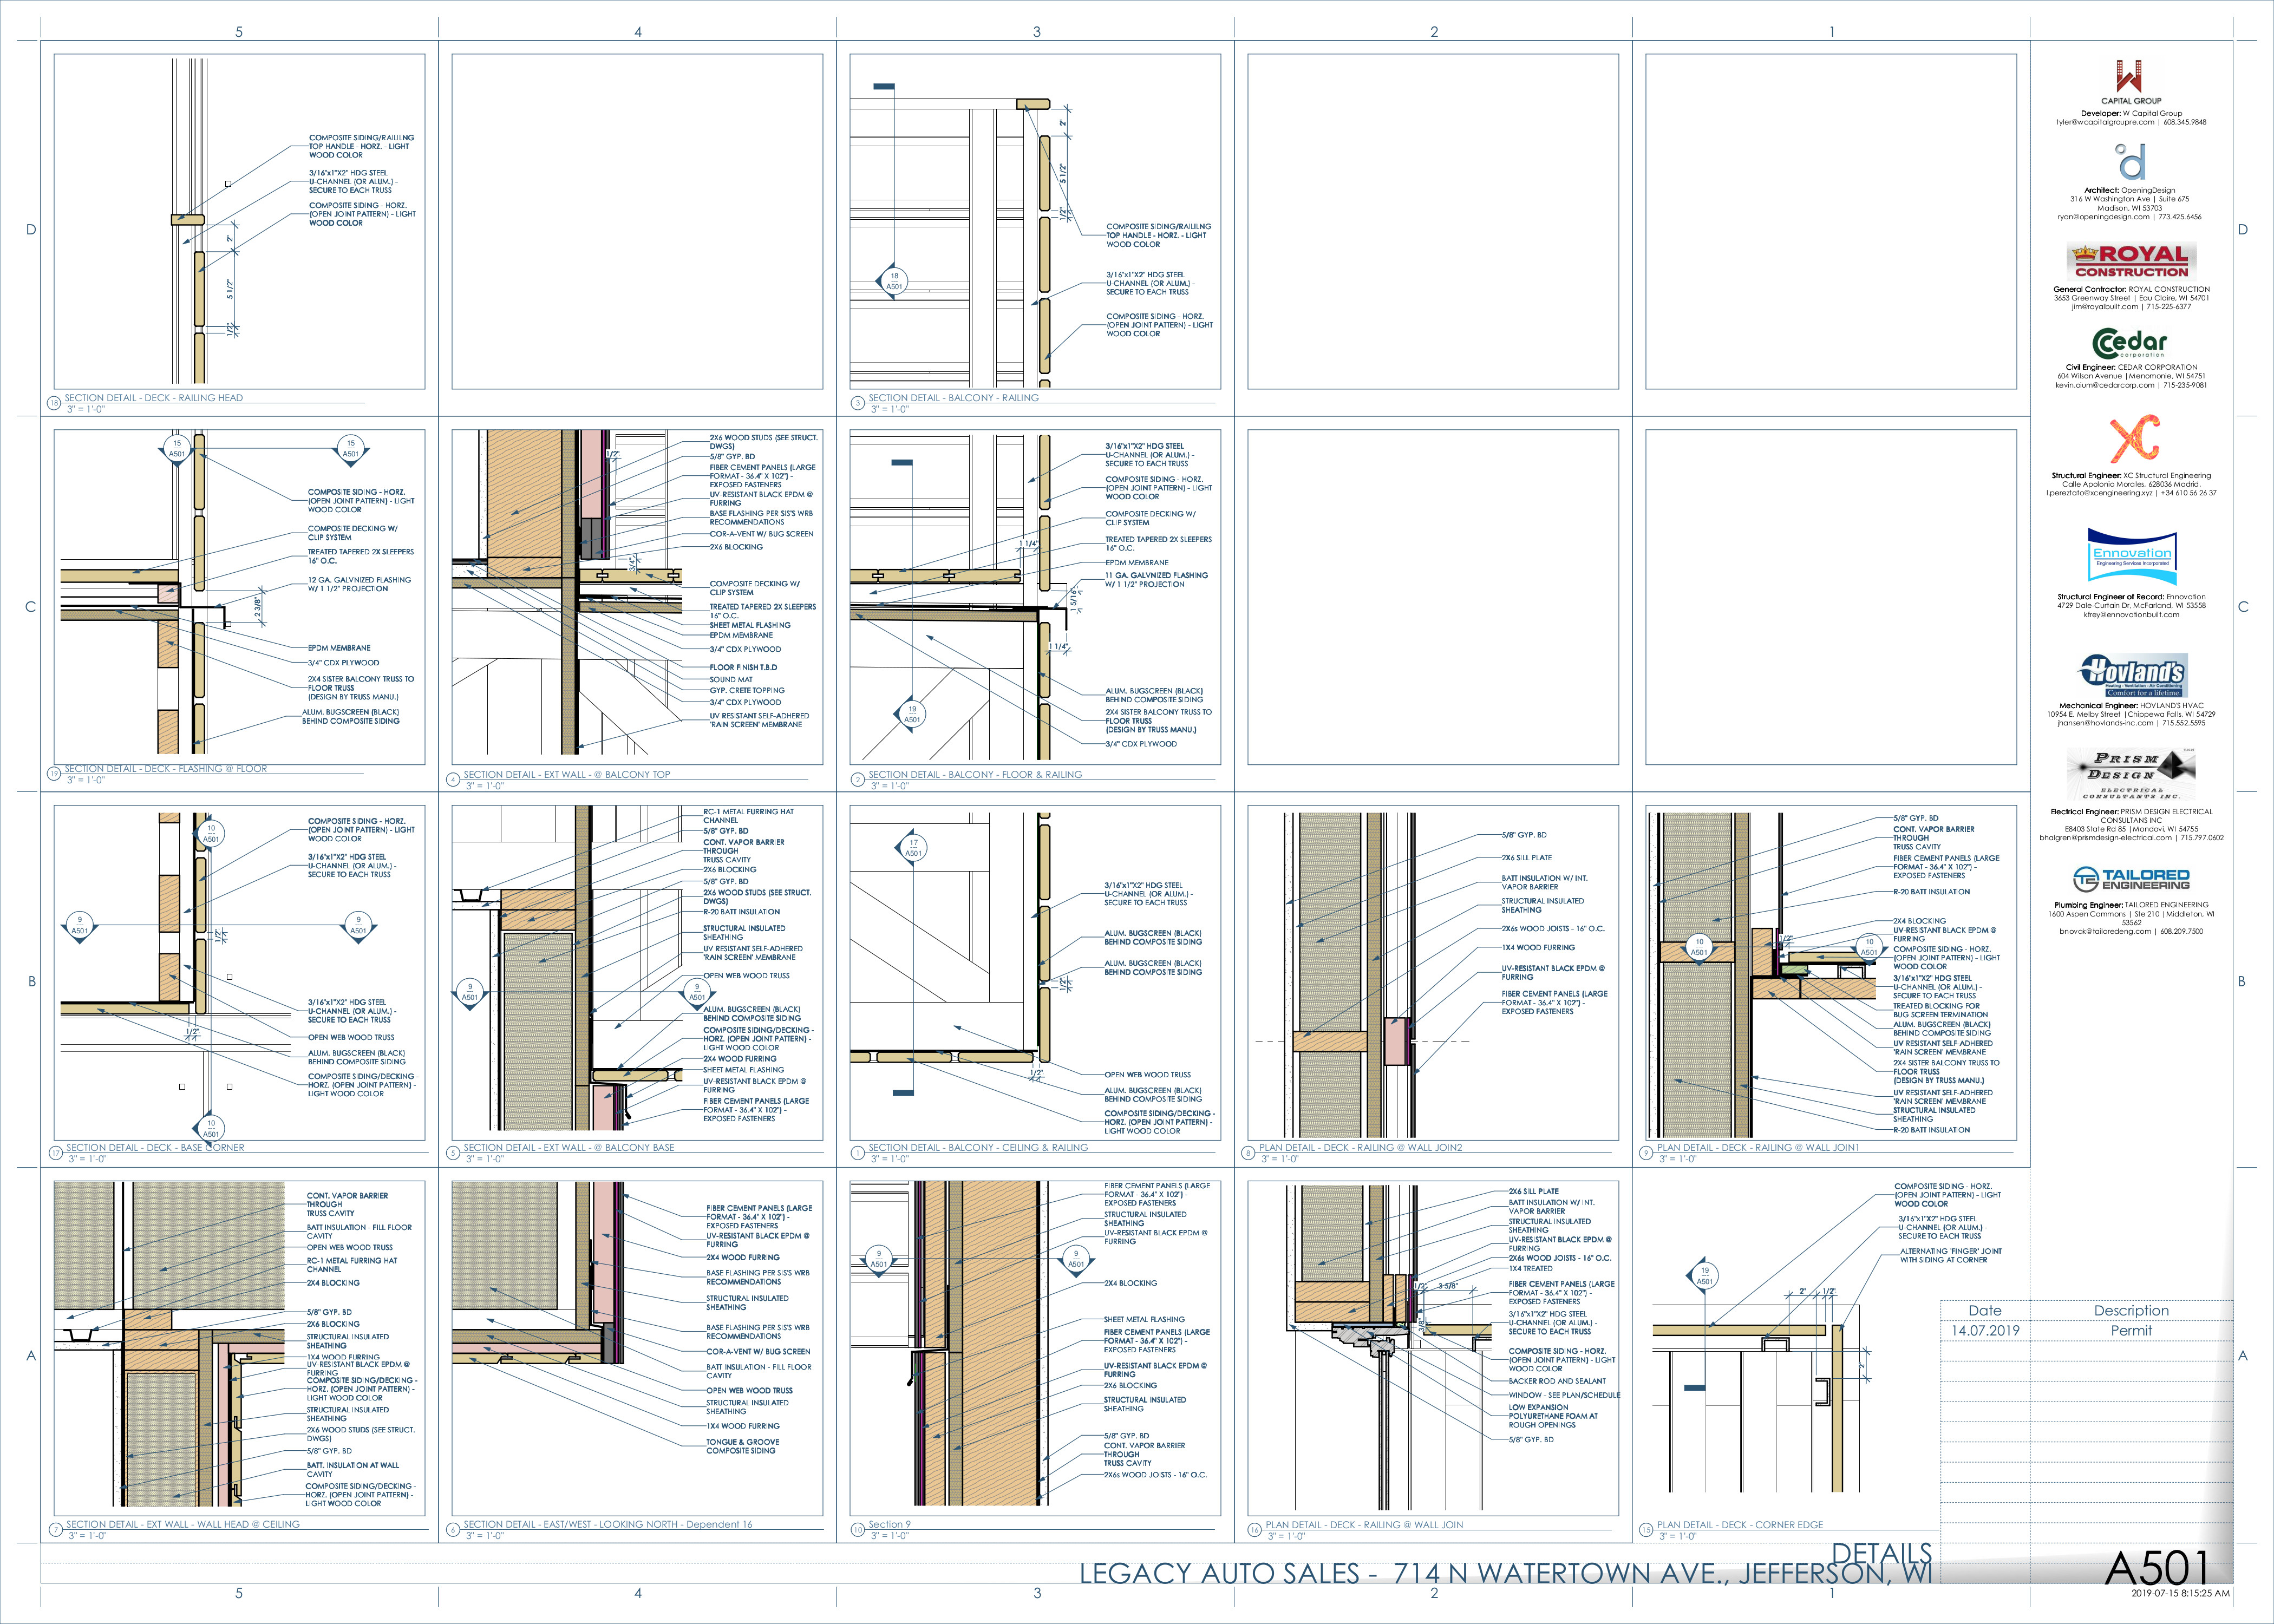 5
4
3
2
1
D
COMPOSITE SIDING/RAILILNG
TOP HANDLE - HORZ. - LIGHT
WOOD COLOR
3/16"x1"X2" HDG STEEL
U-CHANNEL (OR ALUM.) -
SECURE TO EACH TRUSS
COMPOSITE SIDING - HORZ.
(OPEN JOINT PATTERN) - LIGHT
WOOD COLOR
2"
5 1/2"
1/2"
18
SECTION DETAIL - DECK - RAILING HEAD
3" = 1'-0"
2"
5 1/2"
1/2"
18
A501
COMPOSITE SIDING/RAILILNG
TOP HANDLE - HORZ. - LIGHT
WOOD COLOR
3/16"x1"X2" HDG STEEL
U-CHANNEL (OR ALUM.) -
SECURE TO EACH TRUSS
COMPOSITE SIDING - HORZ.
(OPEN JOINT PATTERN) - LIGHT
WOOD COLOR
3
SECTION DETAIL - BALCONY - RAILING
3" = 1'-0"
D
C
15
A501
15
A501
COMPOSITE SIDING - HORZ.
(OPEN JOINT PATTERN) - LIGHT
WOOD COLOR
COMPOSITE DECKING W/
CLIP SYSTEM
TREATED TAPERED 2X SLEEPERS
16" O.C.
12 GA. GALVNIZED FLASHING
W/ 1 1/2" PROJECTION
2 3/8"
EPDM MEMBRANE
3/4" CDX PLYWOOD
2X4 SISTER BALCONY TRUSS TO
FLOOR TRUSS
(DESIGN BY TRUSS MANU.)
ALUM. BUGSCREEN (BLACK)
BEHIND COMPOSITE SIDING
19
SECTION DETAIL - DECK - FLASHING @ FLOOR
3" = 1'-0"
2X6 WOOD STUDS (SEE STRUCT.
DWGS)
5/8" GYP. BD
FIBER CEMENT PANELS (LARGE
FORMAT - 36.4" X 102") -
EXPOSED FASTENERS
UV-RESISTANT BLACK EPDM @
FURRING
BASE FLASHING PER SIS'S WRB
RECOMMENDATIONS
COR-A-VENT W/ BUG SCREEN
2X6 BLOCKING
1/2"
3/4"
COMPOSITE DECKING W/
CLIP SYSTEM
TREATED TAPERED 2X SLEEPERS
16" O.C.
SHEET METAL FLASHING
EPDM MEMBRANE
3/4" CDX PLYWOOD
FLOOR FINISH T.B.D
SOUND MAT
GYP. CRETE TOPPING
3/4" CDX PLYWOOD
UV RESISTANT SELF-ADHERED
'RAIN SCREEN' MEMBRANE
4
SECTION DETAIL - EXT WALL - @ BALCONY TOP
3" = 1'-0"
3/16"x1"X2" HDG STEEL
U-CHANNEL (OR ALUM.) -
SECURE TO EACH TRUSS
COMPOSITE SIDING - HORZ.
(OPEN JOINT PATTERN) - LIGHT
WOOD COLOR
COMPOSITE DECKING W/
CLIP SYSTEM
TREATED TAPERED 2X SLEEPERS
16" O.C.
EPDM MEMBRANE
11 GA. GALVNIZED FLASHING
W/ 1 1/2" PROJECTION
1 1/4"
1 5/16"
1 1/4"
19
A501
ALUM. BUGSCREEN (BLACK)
BEHIND COMPOSITE SIDING
2X4 SISTER BALCONY TRUSS TO
FLOOR TRUSS
(DESIGN BY TRUSS MANU.)
3/4" CDX PLYWOOD
2
SECTION DETAIL - BALCONY - FLOOR & RAILING
3" = 1'-0"
C
B
10
A501
9
A501
9
A501
COMPOSITE SIDING - HORZ.
(OPEN JOINT PATTERN) - LIGHT
WOOD COLOR
3/16"x1"X2" HDG STEEL
U-CHANNEL (OR ALUM.) -
SECURE TO EACH TRUSS
1/2"
1/2"
3/16"x1"X2" HDG STEEL
U-CHANNEL (OR ALUM.) -
SECURE TO EACH TRUSS
OPEN WEB WOOD TRUSS
ALUM. BUGSCREEN (BLACK)
BEHIND COMPOSITE SIDING
COMPOSITE SIDING/DECKING -
HORZ. (OPEN JOINT PATTERN) -
LIGHT WOOD COLOR
10
A501
17
SECTION DETAIL - DECK - BASE CORNER
3" = 1'-0"
RC-1 METAL FURRING HAT
CHANNEL
5/8" GYP. BD
CONT. VAPOR BARRIER
THROUGH
TRUSS CAVITY
2X6 BLOCKING
5/8" GYP. BD
2X6 WOOD STUDS (SEE STRUCT.
DWGS)
R-20 BATT INSULATION
STRUCTURAL INSULATED
SHEATHING
UV RESISTANT SELF-ADHERED
'RAIN SCREEN' MEMBRANE
OPEN WEB WOOD TRUSS
9
A501
9
A501
ALUM. BUGSCREEN (BLACK)
BEHIND COMPOSITE SIDING
COMPOSITE SIDING/DECKING -
HORZ. (OPEN JOINT PATTERN) -
LIGHT WOOD COLOR
2X4 WOOD FURRING
SHEET METAL FLASHING
UV-RESISTANT BLACK EPDM @
FURRING
FIBER CEMENT PANELS (LARGE
FORMAT - 36.4" X 102") -
EXPOSED FASTENERS
5
SECTION DETAIL - EXT WALL - @ BALCONY BASE
3" = 1'-0"
17
A501
3/16"x1"X2" HDG STEEL
U-CHANNEL (OR ALUM.) -
SECURE TO EACH TRUSS
ALUM. BUGSCREEN (BLACK)
BEHIND COMPOSITE SIDING
ALUM. BUGSCREEN (BLACK)
BEHIND COMPOSITE SIDING
1/2"
1/2"
OPEN WEB WOOD TRUSS
ALUM. BUGSCREEN (BLACK)
BEHIND COMPOSITE SIDING
COMPOSITE SIDING/DECKING -
HORZ. (OPEN JOINT PATTERN) -
LIGHT WOOD COLOR
1
SECTION DETAIL - BALCONY - CEILING & RAILING
3" = 1'-0"
5/8" GYP. BD
2X6 SILL PLATE
BATT INSULATION W/ INT.
VAPOR BARRIER
STRUCTURAL INSULATED
SHEATHING
2X6s WOOD JOISTS - 16" O.C.
1X4 WOOD FURRING
UV-RESISTANT BLACK EPDM @
FURRING
FIBER CEMENT PANELS (LARGE
FORMAT - 36.4" X 102") -
EXPOSED FASTENERS
8
PLAN DETAIL - DECK - RAILING @ WALL JOIN2
3" = 1'-0"
5/8" GYP. BD
CONT. VAPOR BARRIER
THROUGH
TRUSS CAVITY
FIBER CEMENT PANELS (LARGE
FORMAT - 36.4" X 102") -
EXPOSED FASTENERS
R-20 BATT INSULATION
2X4 BLOCKING
UV-RESISTANT BLACK EPDM @
FURRING
COMPOSITE SIDING - HORZ.
(OPEN JOINT PATTERN) - LIGHT
WOOD COLOR
3/16"x1"X2" HDG STEEL
U-CHANNEL (OR ALUM.) -
SECURE TO EACH TRUSS
TREATED BLOCKING FOR
BUG SCREEN TERMINATION
ALUM. BUGSCREEN (BLACK)
BEHIND COMPOSITE SIDING
UV RESISTANT SELF-ADHERED
'RAIN SCREEN' MEMBRANE
2X4 SISTER BALCONY TRUSS TO
FLOOR TRUSS
(DESIGN BY TRUSS MANU.)
UV RESISTANT SELF-ADHERED
'RAIN SCREEN' MEMBRANE
STRUCTURAL INSULATED
SHEATHING
R-20 BATT INSULATION
10
A501
10
A501
1/2"
9
PLAN DETAIL - DECK - RAILING @ WALL JOIN1
3" = 1'-0"
B
A
CONT. VAPOR BARRIER
THROUGH
TRUSS CAVITY
BATT INSULATION - FILL FLOOR
CAVITY
OPEN WEB WOOD TRUSS
RC-1 METAL FURRING HAT
CHANNEL
2X4 BLOCKING
5/8" GYP. BD
2X6 BLOCKING
STRUCTURAL INSULATED
SHEATHING
1X4 WOOD FURRING
UV-RESISTANT BLACK EPDM @
FURRING
COMPOSITE SIDING/DECKING -
HORZ. (OPEN JOINT PATTERN) -
LIGHT WOOD COLOR
STRUCTURAL INSULATED
SHEATHING
2X6 WOOD STUDS (SEE STRUCT.
DWGS)
5/8" GYP. BD
BATT. INSULATION AT WALL
CAVITY
COMPOSITE SIDING/DECKING -
HORZ. (OPEN JOINT PATTERN) -
LIGHT WOOD COLOR
7
SECTION DETAIL - EXT WALL - WALL HEAD @ CEILING
3" = 1'-0"
FIBER CEMENT PANELS (LARGE
FORMAT - 36.4" X 102") -
EXPOSED FASTENERS
UV-RESISTANT BLACK EPDM @
FURRING
2X4 WOOD FURRING
BASE FLASHING PER SIS'S WRB
RECOMMENDATIONS
STRUCTURAL INSULATED
SHEATHING
BASE FLASHING PER SIS'S WRB
RECOMMENDATIONS
COR-A-VENT W/ BUG SCREEN
BATT INSULATION - FILL FLOOR
CAVITY
OPEN WEB WOOD TRUSS
STRUCTURAL INSULATED
SHEATHING
1X4 WOOD FURRING
TONGUE & GROOVE
COMPOSITE SIDING
6
SECTION DETAIL - EAST/WEST - LOOKING NORTH - Dependent 16
3" = 1'-0"
FIBER CEMENT PANELS (LARGE
FORMAT - 36.4" X 102") -
EXPOSED FASTENERS
STRUCTURAL INSULATED
SHEATHING
UV-RESISTANT BLACK EPDM @
FURRING
9
A501
9
A501
2X4 BLOCKING
SHEET METAL FLASHING
FIBER CEMENT PANELS (LARGE
FORMAT - 36.4" X 102") -
EXPOSED FASTENERS
UV-RESISTANT BLACK EPDM @
FURRING
2X6 BLOCKING
STRUCTURAL INSULATED
SHEATHING
5/8" GYP. BD
CONT. VAPOR BARRIER
THROUGH
TRUSS CAVITY
2X6s WOOD JOISTS - 16" O.C.
10
Section 9
3" = 1'-0"
2X6 SILL PLATE
BATT INSULATION W/ INT.
VAPOR BARRIER
STRUCTURAL INSULATED
SHEATHING
UV-RESISTANT BLACK EPDM @
FURRING
2X6s WOOD JOISTS - 16" O.C.
1X4 TREATED
FIBER CEMENT PANELS (LARGE
FORMAT - 36.4" X 102") -
EXPOSED FASTENERS
3/16"x1"X2" HDG STEEL
U-CHANNEL (OR ALUM.) -
SECURE TO EACH TRUSS
COMPOSITE SIDING - HORZ.
(OPEN JOINT PATTERN) - LIGHT
WOOD COLOR
BACKER ROD AND SEALANT
WINDOW - SEE PLAN/SCHEDULE
LOW EXPANSION
POLYURETHANE FOAM AT
ROUGH OPENINGS
5/8" GYP. BD
1/2"
3 5/8"
3/8"
16
PLAN DETAIL - DECK - RAILING @ WALL JOIN
3" = 1'-0"
COMPOSITE SIDING - HORZ.
(OPEN JOINT PATTERN) - LIGHT
WOOD COLOR
3/16"x1"X2" HDG STEEL
U-CHANNEL (OR ALUM.) -
SECURE TO EACH TRUSS
ALTERNATING 'FINGER' JOINT
WITH SIDING AT CORNER
19
A501
2"
1/2"
2"
15
PLAN DETAIL - DECK - CORNER EDGE
3" = 1'-0"
A
CAPITAL GROUP
Developer: W Capital Group
tyler@wcapitalgroupre.com | 608.345.9848
Architect: OpeningDesign
316 W Washington Ave | Suite 675
Madison, WI 53703
ryan@openingdesign.com | 773.425.6456
ROYAL
CONSTRUCTION
General Contractor: ROYAL CONSTRUCTION
3653 Greenway Street | Eau Claire, WI 54701
jim@royalbuilt.com | 715-225-6377
Cedar
corporation
Civil Engineer: CEDAR CORPORATION
604 Wilson Avenue |Menomonie, WI 54751
kevin.oium@cedarcorp.com | 715-235-9081
XC
Structural Engineer: XC Structural Engineering
Calle Apolonio Morales, 628036 Madrid,
l.pereztato@xcengineering.xyz | +34 610 56 26 37
Ennovation
Engineering Services Incorporated
Structural Engineer of Record: Ennovation
4729 Dale-Curtain Dr, McFarland, WI 53558
kfrey@ennovationbuilt.com
Hovland's
Heating - Ventilation - Air Conditioning
Comfort for a lifetime.
Mechanical Engineer: HOVLAND'S HVAC
10954 E. Melby Street |Chippewa Falls, WI 54729
jhansen@hovlands-inc.com | 715.552.5595
PRISM
DESIGN
ELECTRICAL
CONSULTANTS INC.
Electrical Engineer: PRISM DESIGN ELECTRICAL
CONSULTANS INC
E8403 State Rd 85 |Mondovi, WI 54755
bhalgren@prismdesign-electrical.com | 715.797.0602
TE TAILORED
ENGINEERING
Plumbing Engineer: TAILORED ENGINEERING
1600 Aspen Commons | Ste 210 |Middleton, WI
53562
bnovak@tailoredeng.com | 608.209.7500
Date Description
14.07.2019 Permit
DETAILS
LEGACY AUTO SALES - 714 N WATERTOWN AVE., JEFFERSON, WI
A501
2019-07-15 8:15:25 AM
5
4
3
2
1